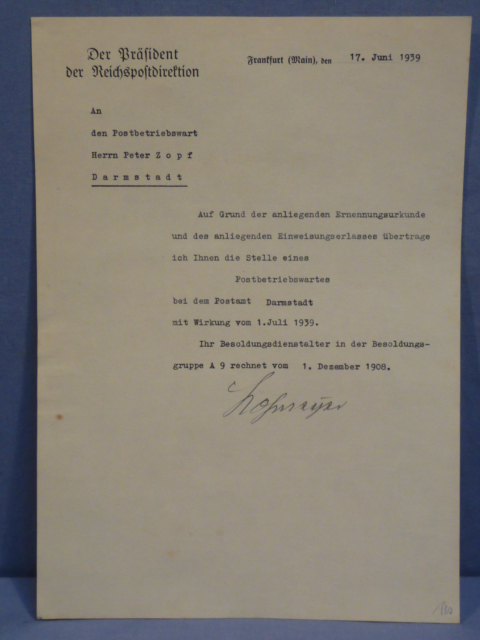 Der Präsident
der Reichspostdirektion
Frankfurt (Main), den 17. Juni 1939
An
den Postbetriebswart
Herrn Peter Z o p f
D a r m s t a d t
Auf Grund der anliegenden Ernennungsurkunde
und des anliegenden Einweisungserlasses übertrage
ich Ihnen die Stelle eines
Postbetriebswartes
bei dem Postamt Darmstadt
mit Wirkung vom 1.Juli 1939.
Ihr Besoldungsdienstalter in der Besoldungs-
gruppe A 9 rechnet vom 1. Dezember 1908.